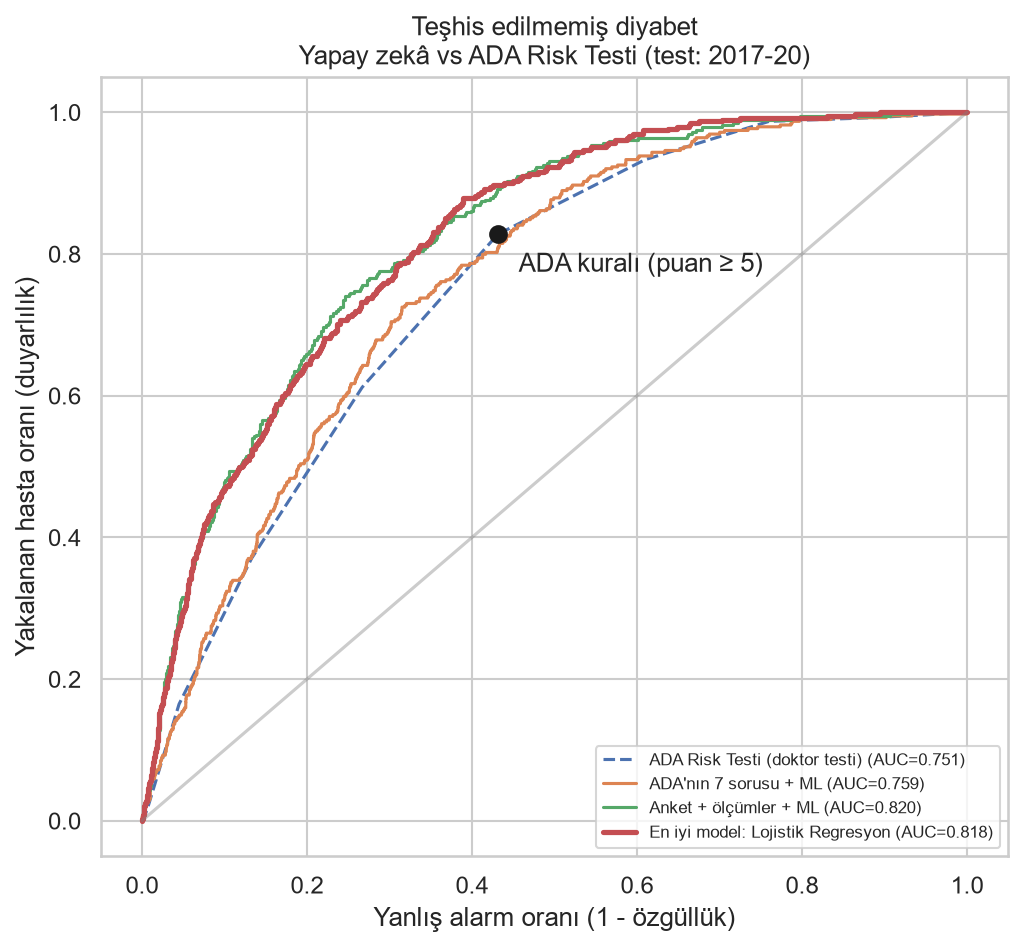 Teşhis edilmemiş diyabet
Yapay zekâ vs ADA Risk Testi (test: 2017-20)
Yakalanan hasta oranı (duyarlılık)
1.0
0.8
0.6
0.4
0.2
0.0
ADA kuralı (puan ≥ 5)
ADA Risk Testi (doktor testi) (AUC=0.751)
ADA'nın 7 sorusu + ML (AUC=0.759)
Anket + ölçümler + ML (AUC=0.820)
En iyi model: Lojistik Regresyon (AUC=0.818)
0.0 0.2 0.4 0.6 0.8 1.0
Yanlış alarm oranı (1 - özgüllük)